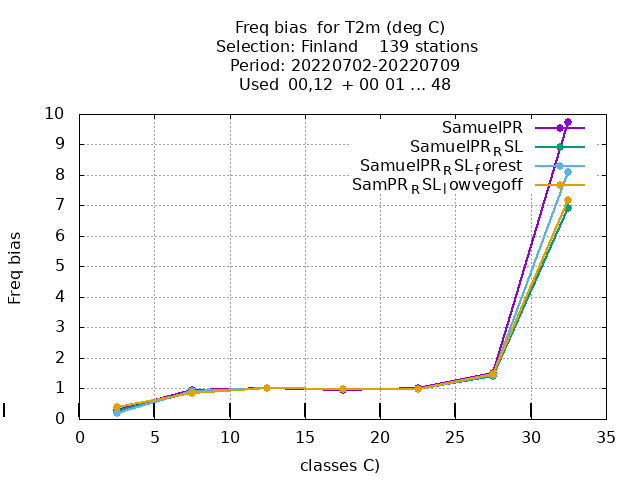 Freq bias for T2m (deg C)
Selection: Finland 139 stations
Period: 20220702-20220709
Used 00,12 + 00 01 ... 48
SamuelPR
SamuelPR_RSL
SamuelPR_RSL_forest
SamPR_RSL_lowvegoff
Freq bias
10
9
8
7
6
5
4
3
2
1
0
0 5 10 15 20 25 30 35
classes C)